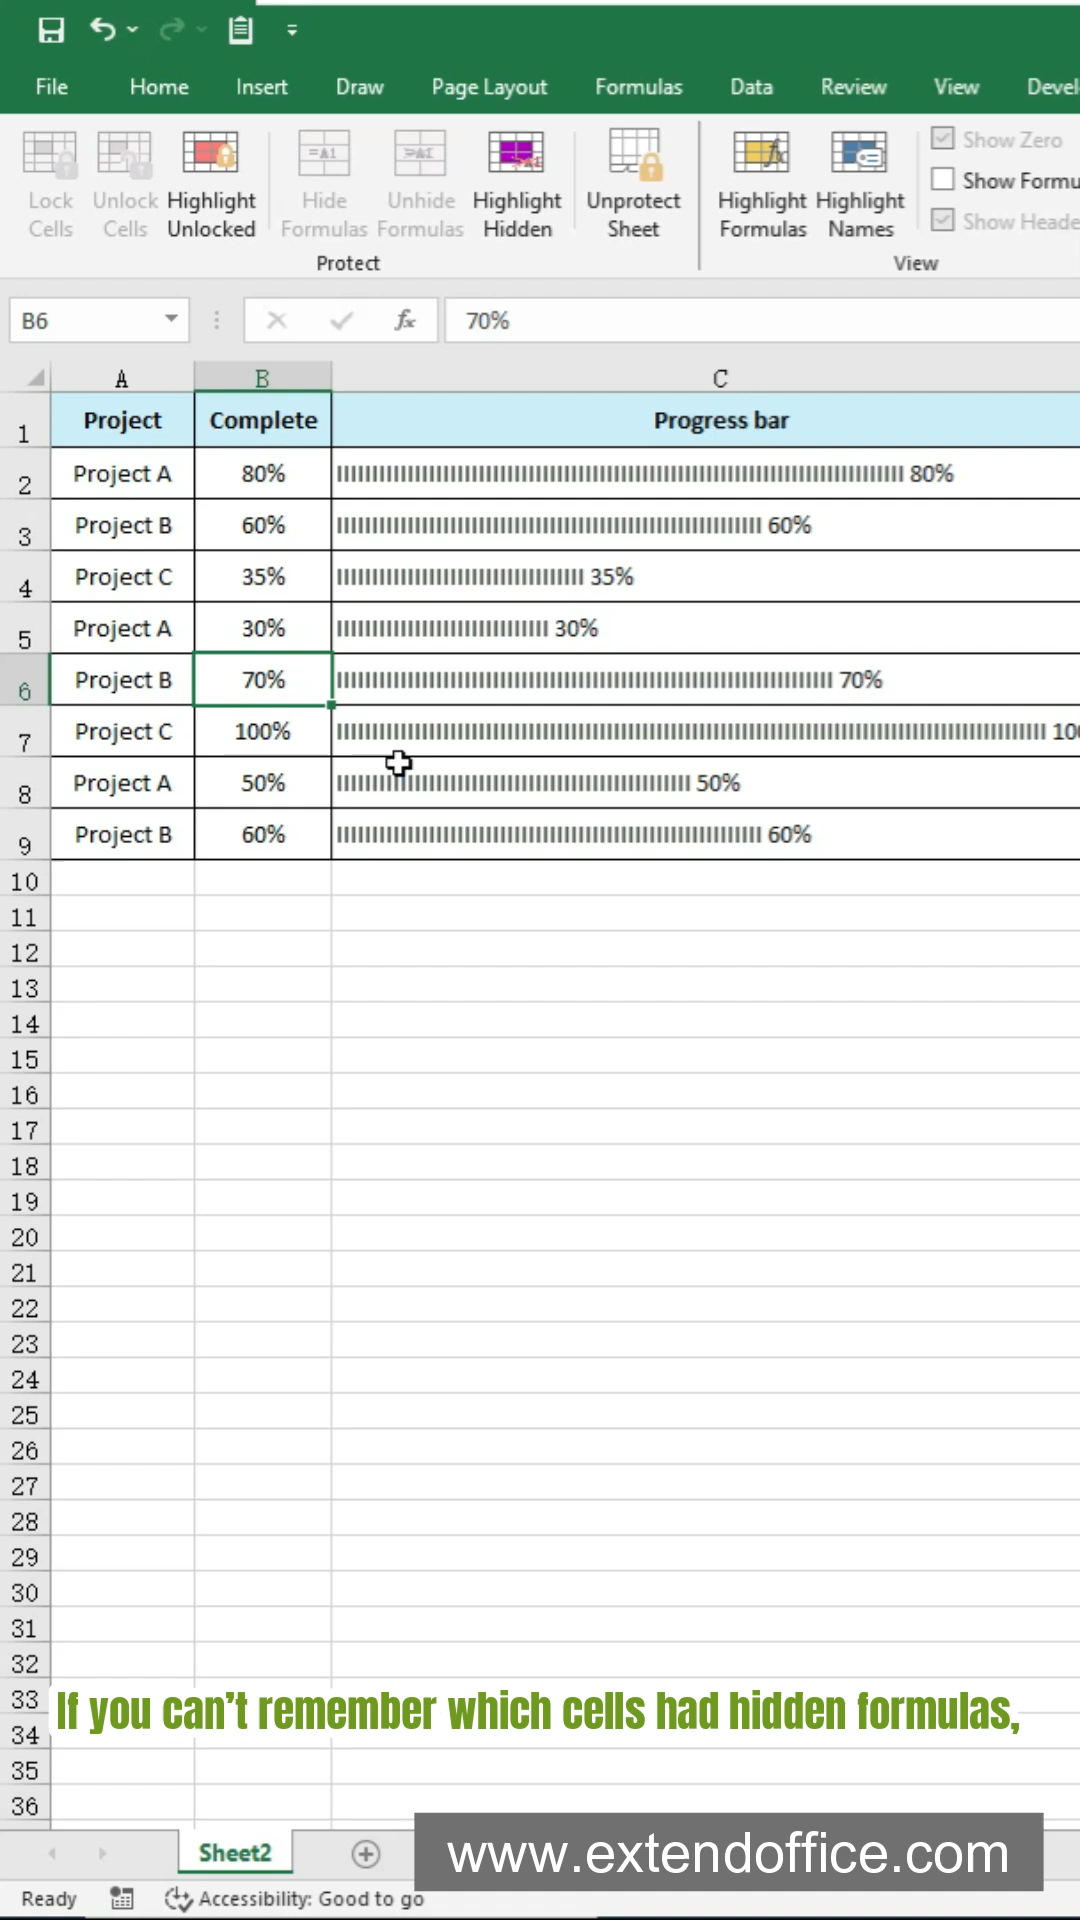 File Home Insert Draw Page Layout Formulas Data Review View Devel
Lock Cells Unlock Cells Highlight Unlocked Hide Formulas Unhide Formulas Highlight Hidden Unprotect Sheet Highlight Formulas Highlight Names
Show Zero
Show Formu
Show Heade
Protect View
B6 fx 70%
A B C
1 Project Complete Progress bar
2 Project A 80% 80%
3 Project B 60% 60%
4 Project C 35% 35%
5 Project A 30% 30%
6 Project B 70% 70%
7 Project C 100% 100
8 Project A 50% 50%
9 Project B 60% 60%
10
11
12
13
14
15
16
17
18
19
20
21
22
23
24
25
26
27
28
29
30
31
32
33
If you can't remember which cells had hidden formulas,
34
35
36
Sheet2
www.extendoffice.com
Ready Accessibility: Good to go